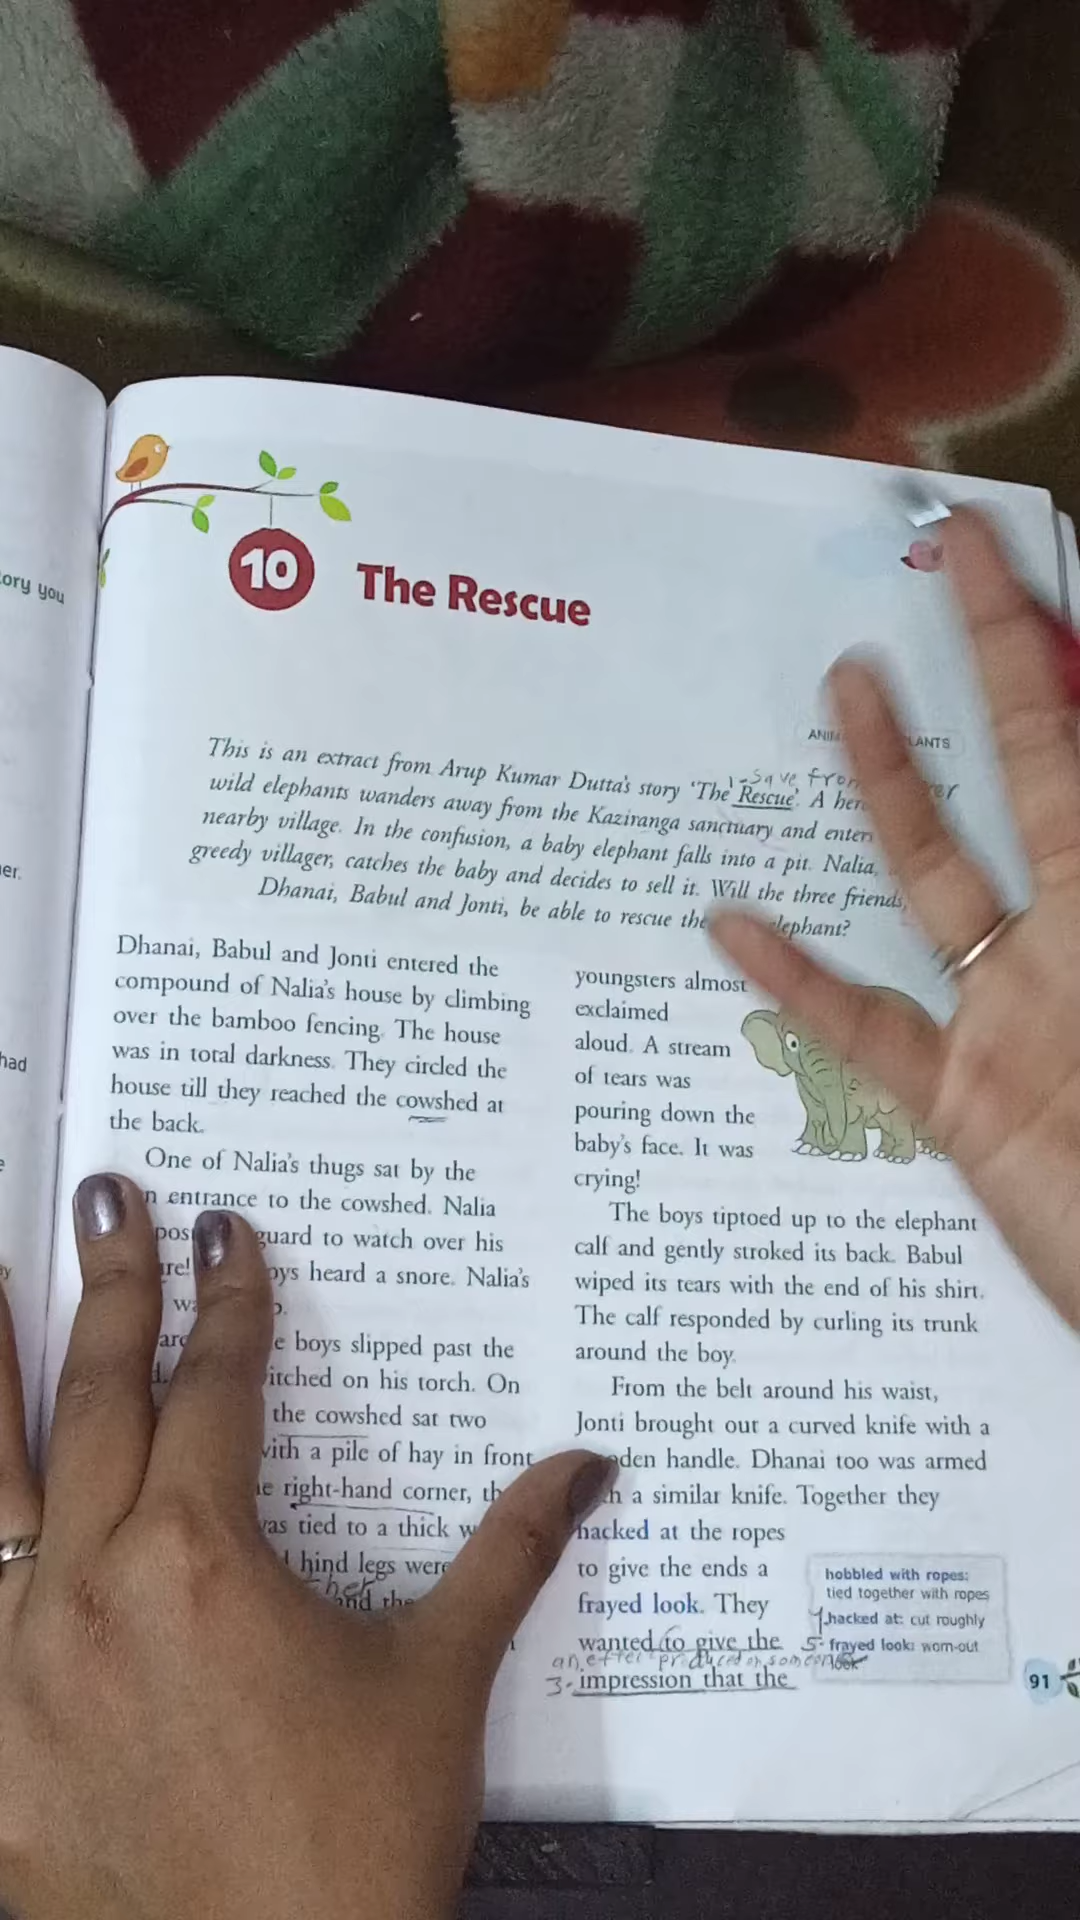 tory you
er.
had
10 The Rescue
This is an extract from Arup Kumar Dutta's story 'The Rescue'. A
save from
wild elephants wanders away from the Kaziranga sanctuary and
nearby village. In the confusion, a baby elephant falls into a pit. Nalia,
greedy villager, catches the baby and decides to sell it. Will the three friends,
Dhanai, Babul and Jonti, be able to rescue the elephant?
Dhanai, Babul and Jonti entered the
compound of Nalia's house by climbing
over the bamboo fencing. The house
was in total darkness. They circled the
house till they reached the cowshed at
the back.
One of Nalia's thugs sat by the
entrance to the cowshed. Nalia
guard to watch over his
heard a snore. Nalia's
boys slipped past the
on his torch. On
the cowshed sat two
with a pile of hay in front
right-hand corner,
was tied to a thick
hind legs were
youngsters almost
exclaimed
aloud. A stream
of tears was
pouring down the
baby's face. It was
crying!
The boys tiptoed up to the elephant
calf and gently stroked its back. Babul
wiped its tears with the end of his shirt.
The calf responded by curling its trunk
around the boy.
From the belt around his waist,
Jonti brought out a curved knife with a
handle. Dhanai too was armed
a similar knife. Together they
hacked at the ropes
to give the ends a
frayed look. They
wanted to give the
3- impression that the
hobbled with ropes:
tied together with ropes
hacked at: cut roughly
5- frayed look: worn-out
look
91